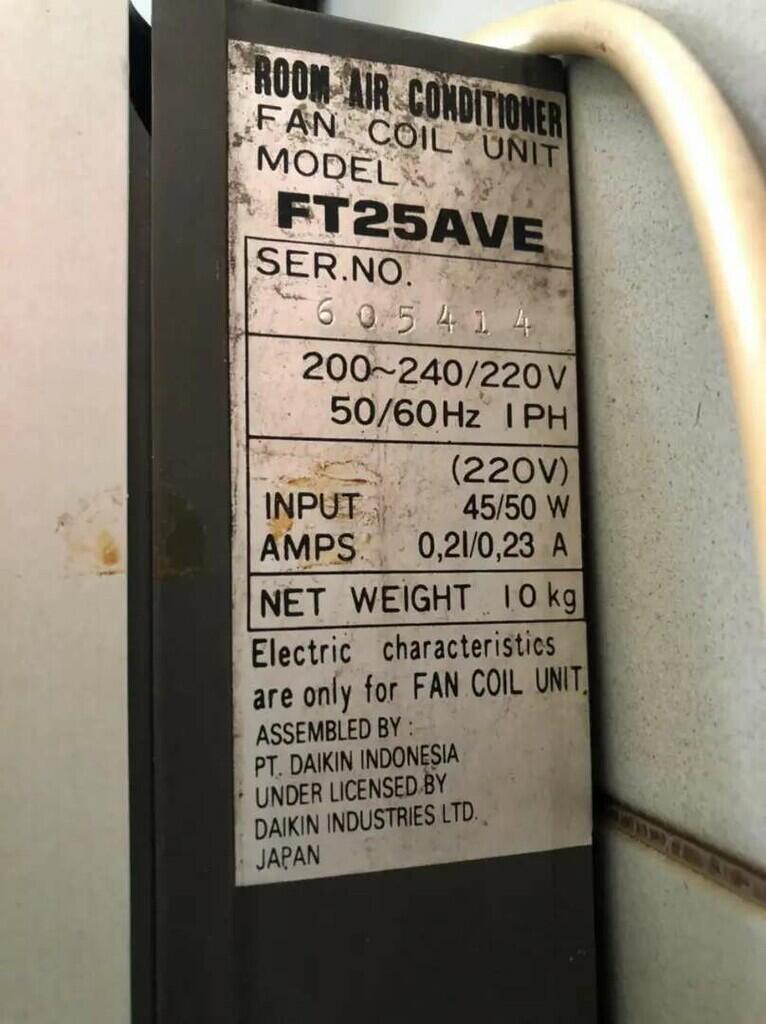 ROOM AIR CONDITIONER
FAN COIL UNIT
MODEL
FT25AVE
SER.NO.
605414
200~240/220V
50/60Hz 1PH
(220V)
INPUT 45/50 W
AMPS. 0,21/0,23 A
NET WEIGHT 10 kg
Electric characteristics
are only for FAN COIL UNIT.
ASSEMBLED BY :
PT. DAIKIN INDONESIA
UNDER LICENSED BY
DAIKIN INDUSTRIES LTD.
JAPAN